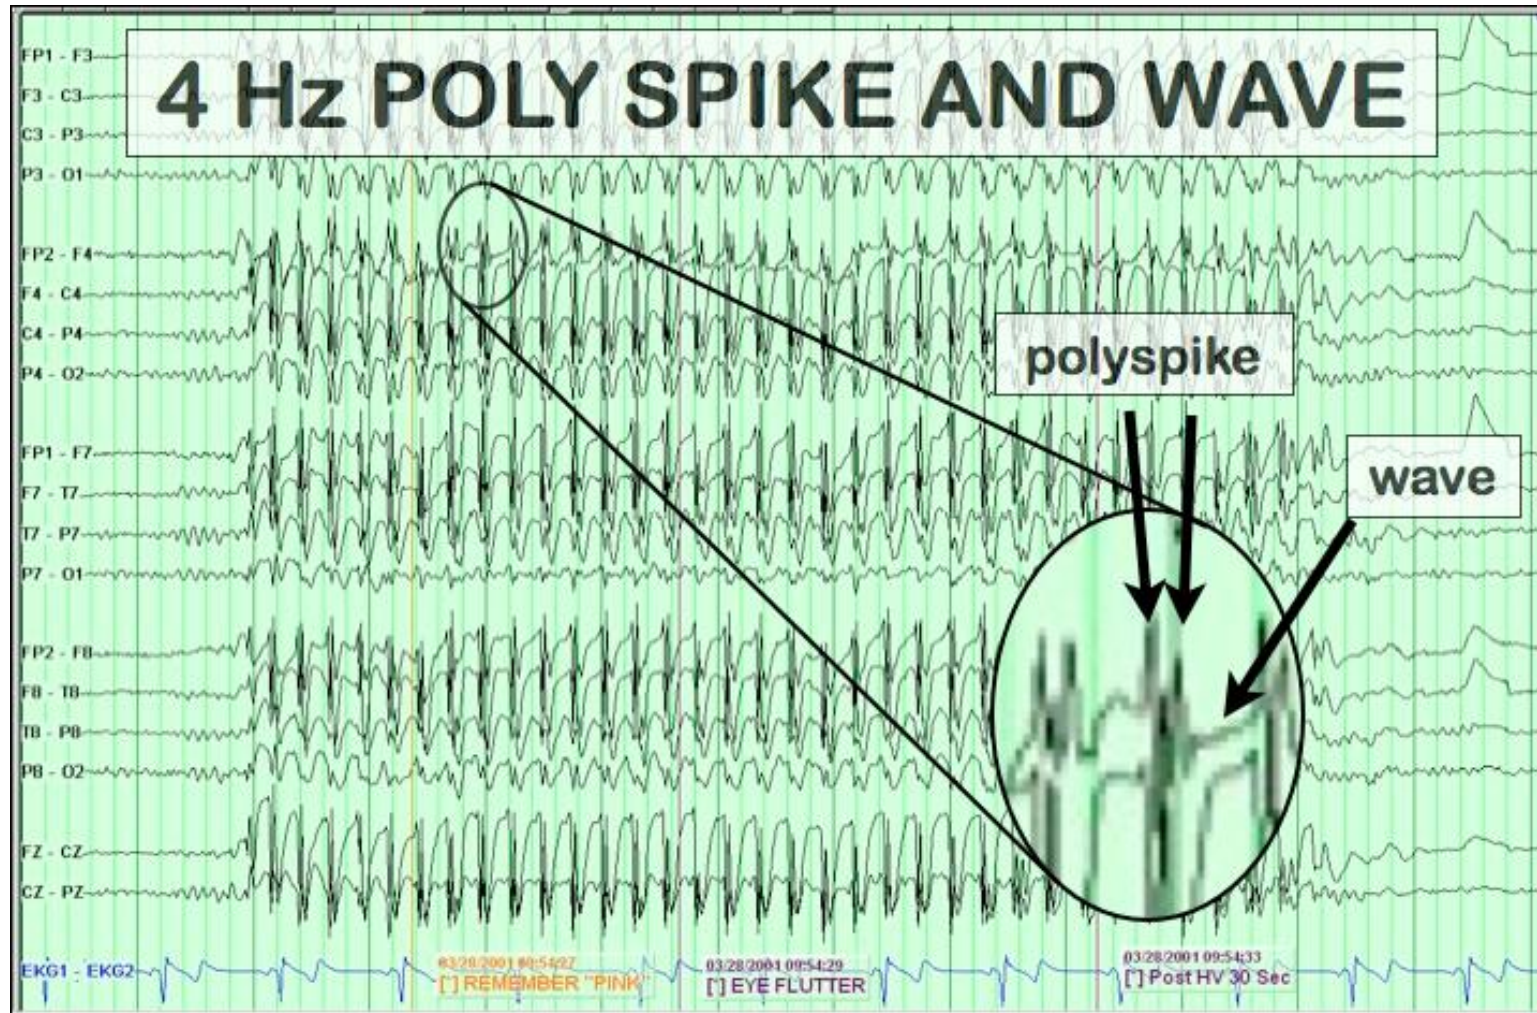 4 Hz POLY SPIKE AND WAVE
FP1 - F3
F3 - C3
C3 - P3
P3 - O1
FP2 - F4
F4 - C4
C4 - P4
P4 - O2
polyspike
wave
FP1 - F7
F7 - T7
T7 - P7
P7 - O1
FP2 - F8
F8 - T8
T8 - P8
P8 - O2
FZ - CZ
CZ - PZ
EKG1 - EKG2
03/28/2001 09:54:27
['] REMEMBER "PINK"
03/28/2001 09:54:29
['] EYE FLUTTER
03/28/2001 09:54:33
['] Post HV 30 Sec